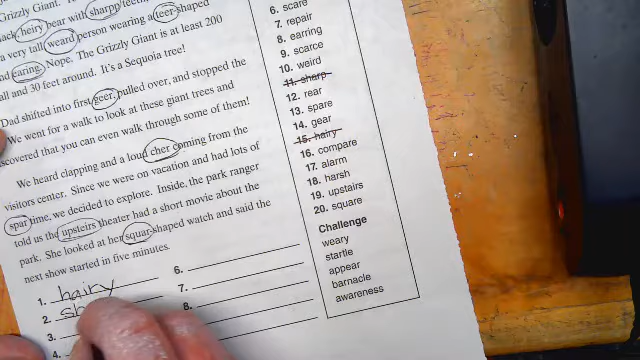 Grizzly Giant. I
heiry bear with sharpy
a very tall weard person wearing a teer-shaped
earing. Nope. The Grizzly Giant is at least 200
all and 30 feet around. It's a Sequoia tree!
Dad shifted into first geer, pulled over, and stopped the
We went for a walk to look at these giant trees and
scovered that you can even walk through some of them!
We heard clapping and a loud cher coming from the
visitors center. Since we were on vacation and had lots of
spar time, we decided to explore. Inside, the park ranger
told us the upsteirs theater had a short movie about the
park. She looked at her squar-shaped watch and said the
next show started in five minutes.
1. hairy
2. sh
3.
4.
6.
7.
8.
6. scare
7. repair
8. earring
9. scarce
10. weird
11. sharp
12. rear
13. spare
14. gear
15. hairy
16. compare
17. alarm
18. harsh
19. upstairs
20. square
Challenge
weary
startle
appear
barnacle
awareness